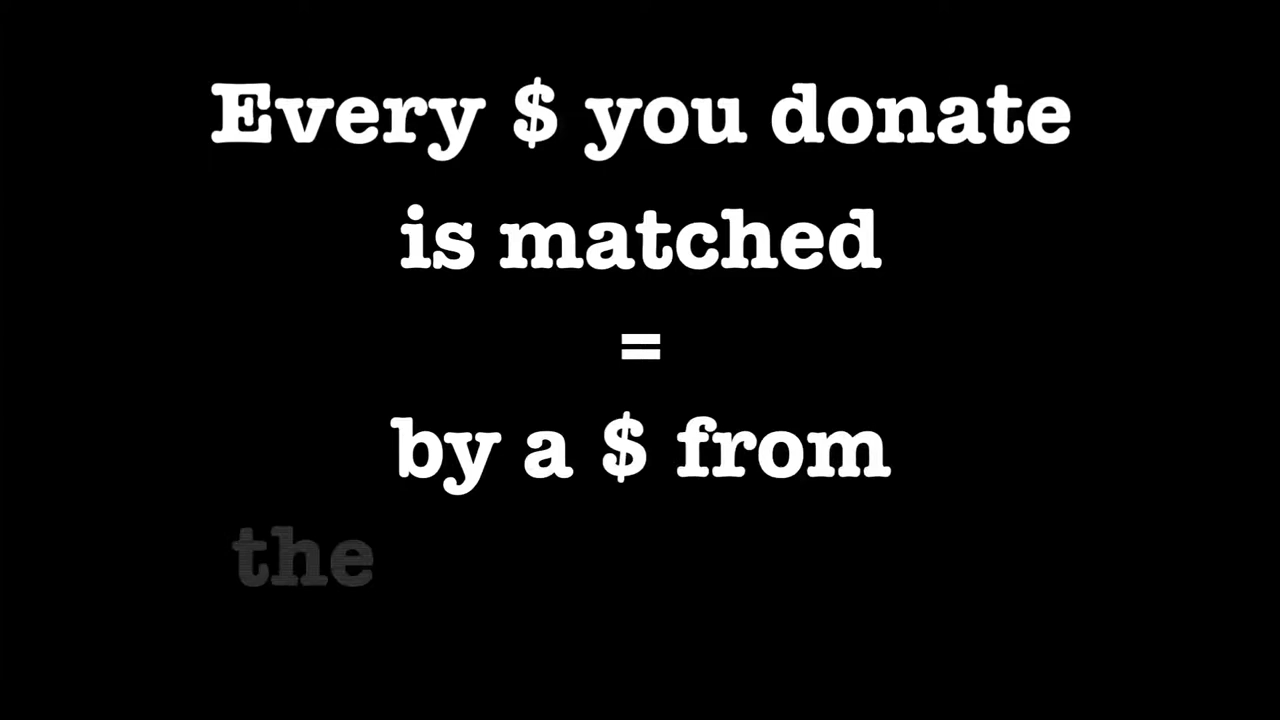 Every $ you donate
is matched
=
by a $ from
the